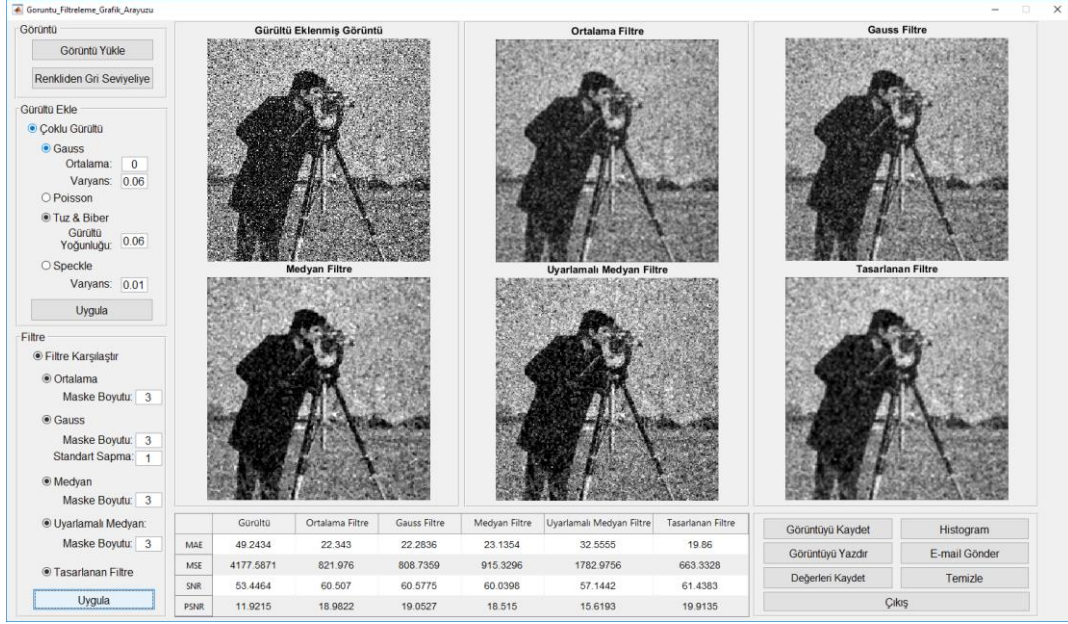 Goruntu_Filtreleme_Grafik_Arayuzu
Görüntü
Görüntü Yükle
Renkliden Gri Seviyeliye
Gürültü Ekle
Çoklu Gürültü
Gauss
Ortalama: 0
Varyans: 0.06
Poisson
Tuz & Biber
Gürültü
Yoğunluğu: 0.06
Speckle
Varyans: 0.01
Uygula
Filtre
Filtre Karşılaştır
Ortalama
Maske Boyutu: 3
Gauss
Maske Boyutu: 3
Standart Sapma: 1
Medyan
Maske Boyutu: 3
Uyarlamalı Medyan:
Maske Boyutu: 3
Tasarlanan Filtre
Uygula
Gürültü Eklenmiş Görüntü
Ortalama Filtre
Gauss Filtre
Medyan Filtre
Uyarlamalı Medyan Filtre
Tasarlanan Filtre
Gürültü Ortalama Filtre Gauss Filtre Medyan Filtre Uyarlamalı Medyan Filtre Tasarlanan Filtre
MAE 49.2434 22.343 22.2836 23.1354 32.5555 19.86
MSE 4177.5871 821.976 808.7359 915.3296 1782.9756 663.3328
SNR 53.4464 60.507 60.5775 60.0398 57.1442 61.4383
PSNR 11.9215 18.9822 19.0527 18.515 15.6193 19.9135
Görüntüyü Kaydet Histogram
Görüntüyü Yazdır E-mail Gönder
Değerleri Kaydet Temizle
Çıkış